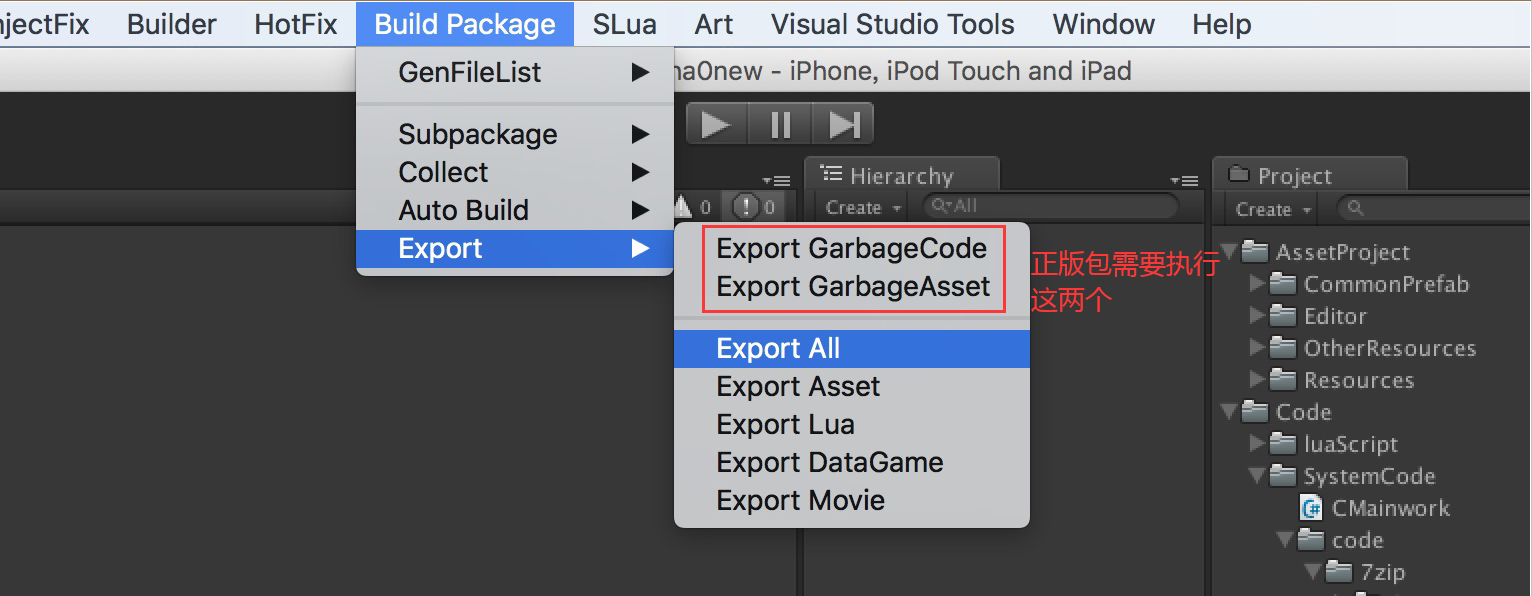 jectFix Builder HotFix Build Package SLua Art Visual Studio Tools Window Help
GenFileList
na0new - iPhone, iPod Touch and iPad
Subpackage
Collect
Auto Build
Export
0 0
Hierarchy
Create All
Project
Create
Export GarbageCode
Export GarbageAsset
正版包需要执行
这两个
Export All
Export Asset
Export Lua
Export DataGame
Export Movie
AssetProject
CommonPrefab
Editor
OtherResources
Resources
Code
luaScript
SystemCode
C# CMainwork
code
7zip